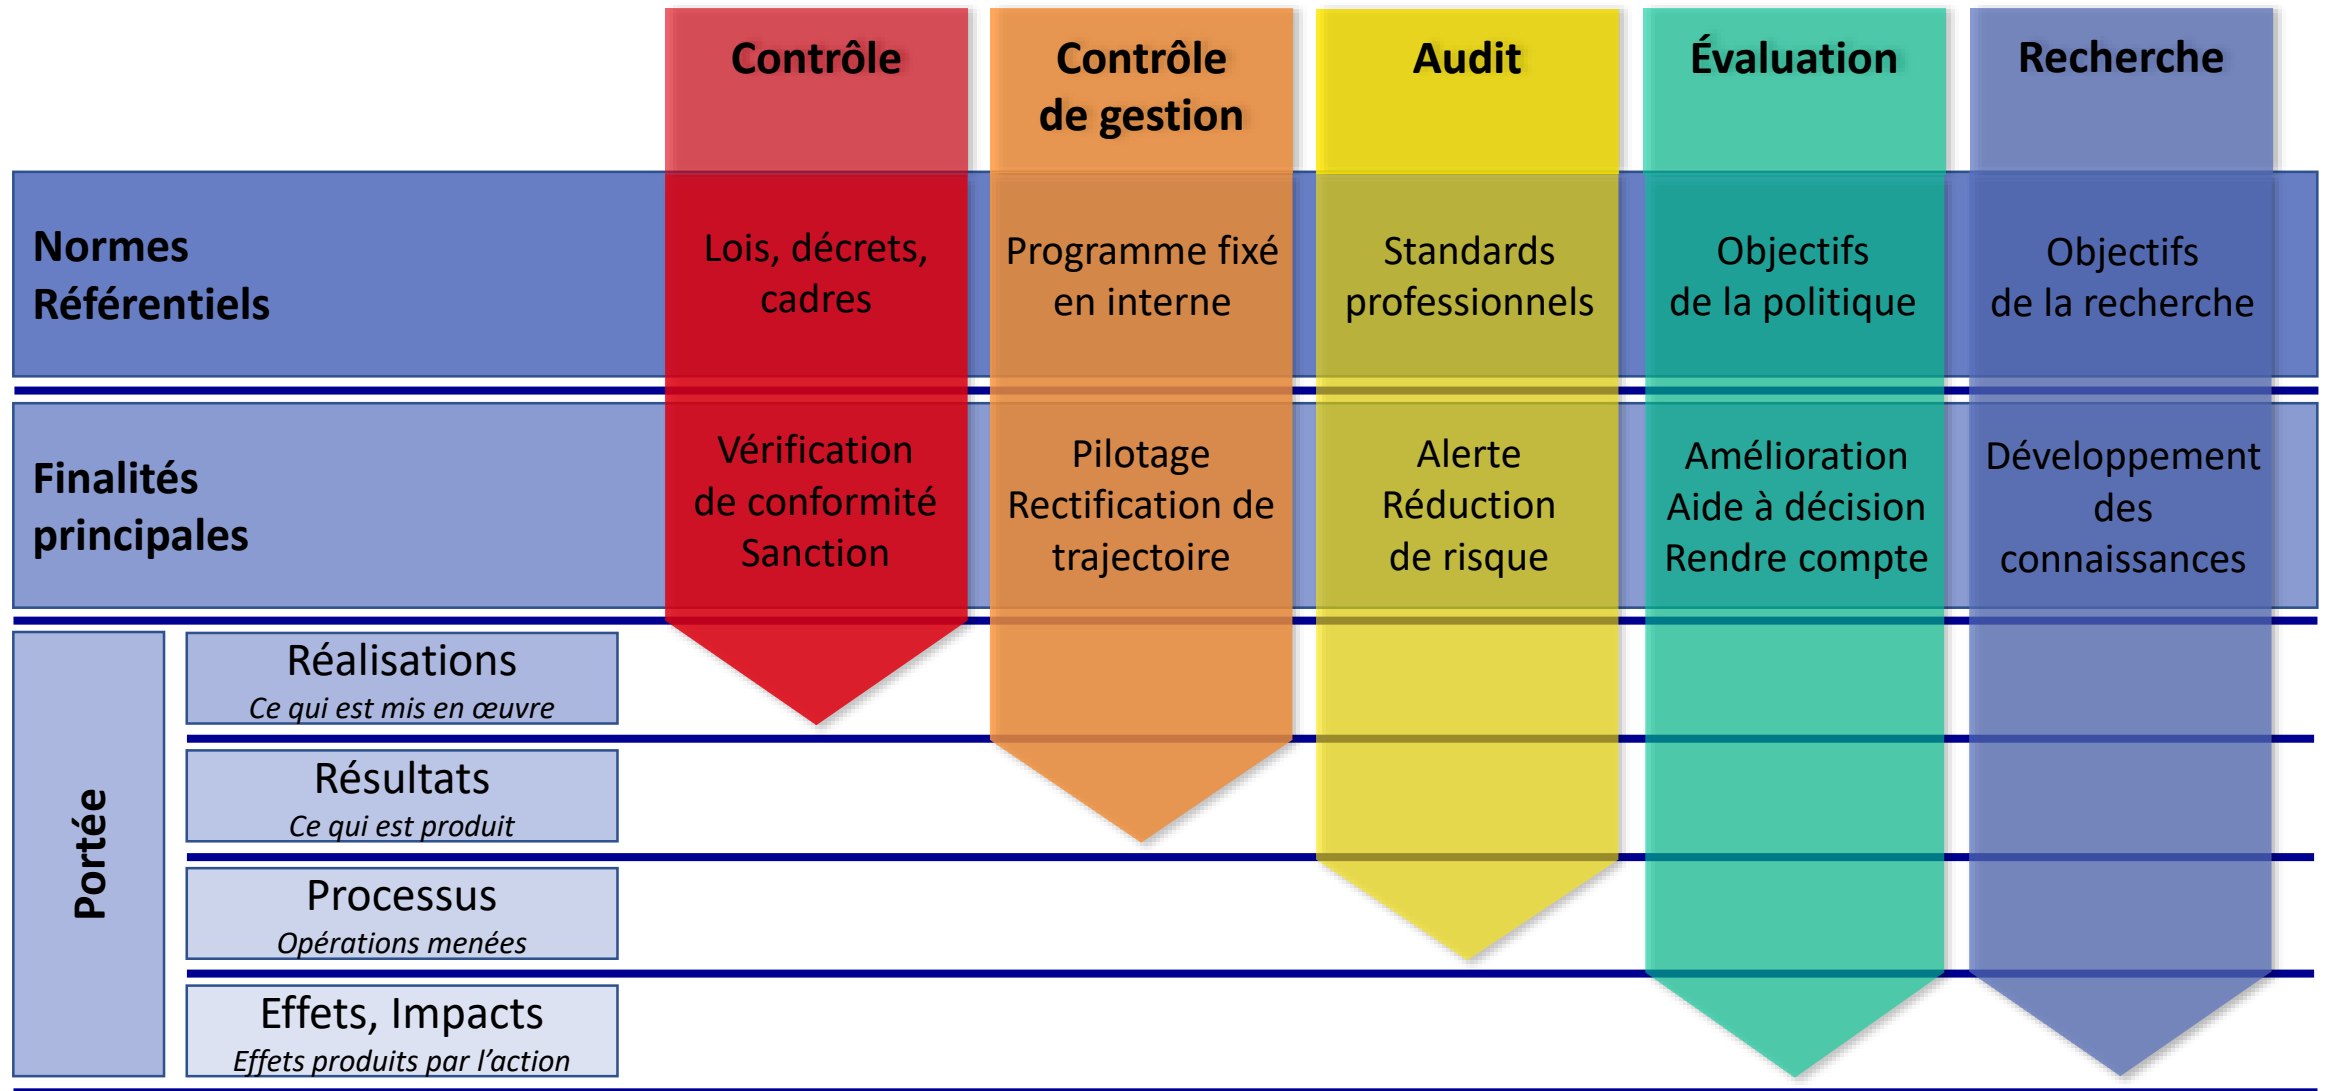 Contrôle
Contrôle
de gestion
Audit
Évaluation
Recherche
Normes
Référentiels
Lois, décrets,
cadres
Programme fixé
en interne
Standards
professionnels
Objectifs
de la politique
Objectifs
de la recherche
Finalités
principales
Vérification
de conformité
Sanction
Pilotage
Rectification de
trajectoire
Alerte
Réduction
de risque
Amélioration
Aide à décision
Rendre compte
Développement
des
connaissances
Portée
Réalisations
Ce qui est mis en œuvre
Résultats
Ce qui est produit
Processus
Opérations menées
Effets, Impacts
Effets produits par l’action